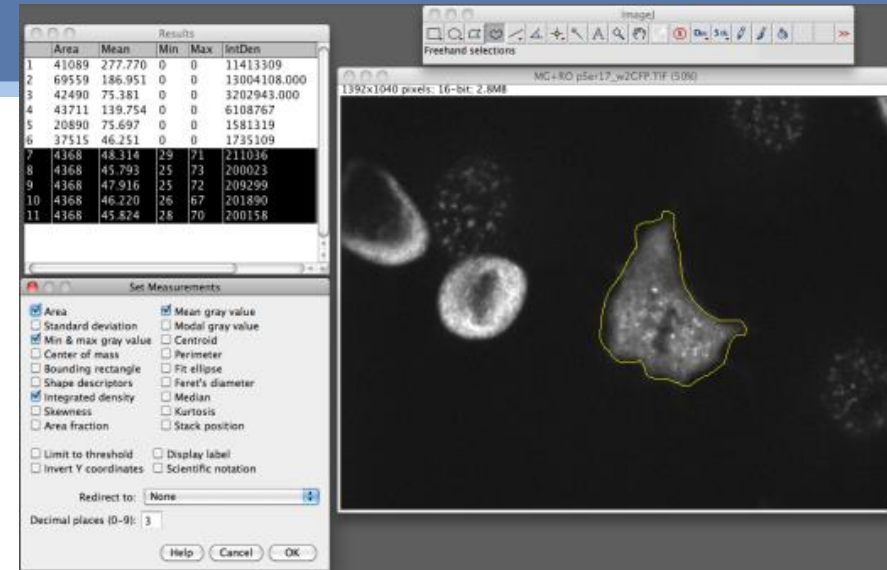 Results
Area Mean Min Max IntDen
1 41089 277.770 0 0 11413309
2 69559 186.951 0 0 13004108.000
3 42490 75.381 0 0 3202943.000
4 43711 139.754 0 0 6108767
5 20890 75.697 0 0 1581319
6 37515 46.251 0 0 1735109
7 4368 48.314 29 71 211036
8 4368 45.793 25 73 200023
9 4368 47.916 25 72 209299
10 4368 46.220 26 67 201890
11 4368 45.824 28 70 200158
ImageJ
Freehand selections
MG+RO pSer17_w2GFP.TIF (50%)
1392x1040 pixels; 16-bit; 2.8MB
Set Measurements
Area Mean gray value
Standard deviation Modal gray value
Min & max gray value Centroid
Center of mass Perimeter
Bounding rectangle Fit ellipse
Shape descriptors Feret's diameter
Integrated density Median
Skewness Kurtosis
Area fraction Stack position
Limit to threshold Display label
Invert Y coordinates Scientific notation
Redirect to: None
Decimal places (0-9): 3
Help Cancel OK